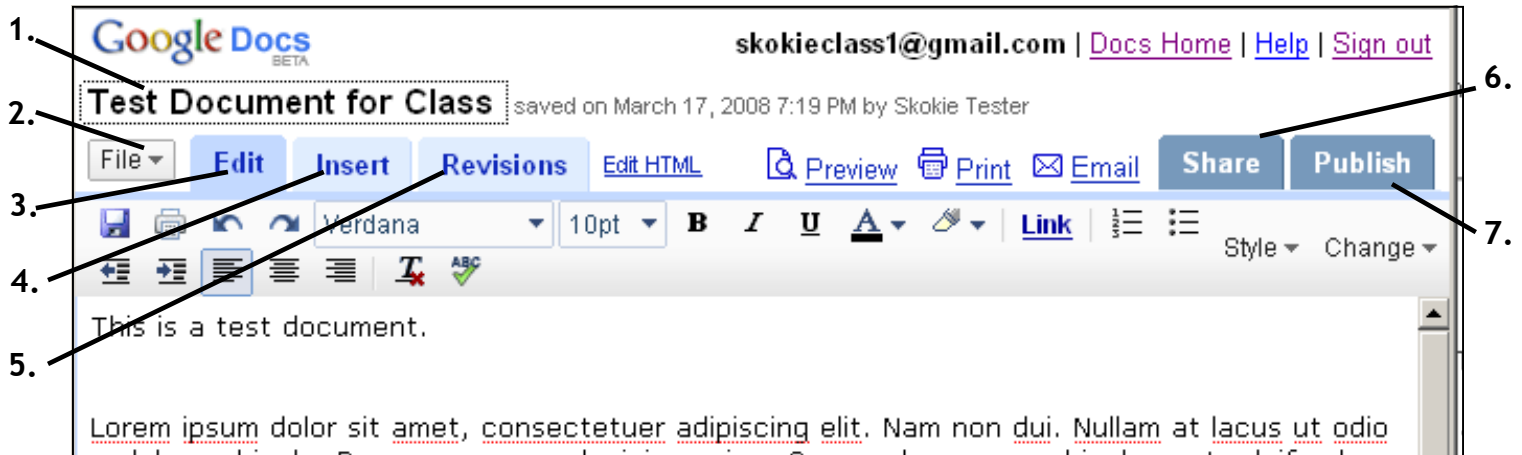 1.
Google Docs
BETA
skokieclass1@gmail.com | Docs Home | Help | Sign out
6.
Test Document for Class saved on March 17, 2008 7:19 PM by Skokie Tester
2.
File Edit Insert Revisions Edit HTML Preview Print Email Share Publish
3.
Verdana 10pt B I U A Link Style Change
7.
4.
ABC
This is a test document.
5.
Lorem ipsum dolor sit amet, consectetuer adipiscing elit. Nam non dui. Nullam at lacus ut odio